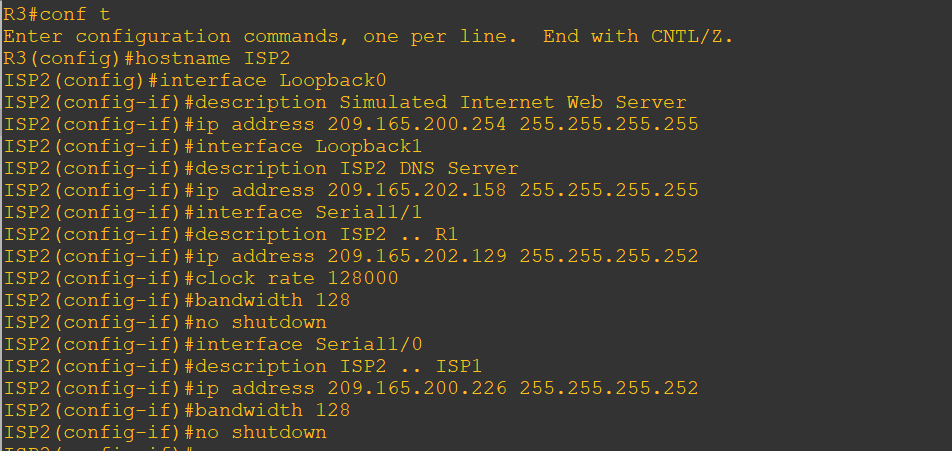 R3#conf t
Enter configuration commands, one per line.  End with CNTL/Z.
R3(config)#hostname ISP2
ISP2(config)#interface Loopback0
ISP2(config-if)#description Simulated Internet Web Server
ISP2(config-if)#ip address 209.165.200.254 255.255.255.255
ISP2(config-if)#interface Loopback1
ISP2(config-if)#description ISP2 DNS Server
ISP2(config-if)#ip address 209.165.202.158 255.255.255.255
ISP2(config-if)#interface Serial1/1
ISP2(config-if)#description ISP2 .. R1
ISP2(config-if)#ip address 209.165.202.129 255.255.255.252
ISP2(config-if)#clock rate 128000
ISP2(config-if)#bandwidth 128
ISP2(config-if)#no shutdown
ISP2(config-if)#interface Serial1/0
ISP2(config-if)#description ISP2 .. ISP1
ISP2(config-if)#ip address 209.165.200.226 255.255.255.252
ISP2(config-if)#bandwidth 128
ISP2(config-if)#no shutdown